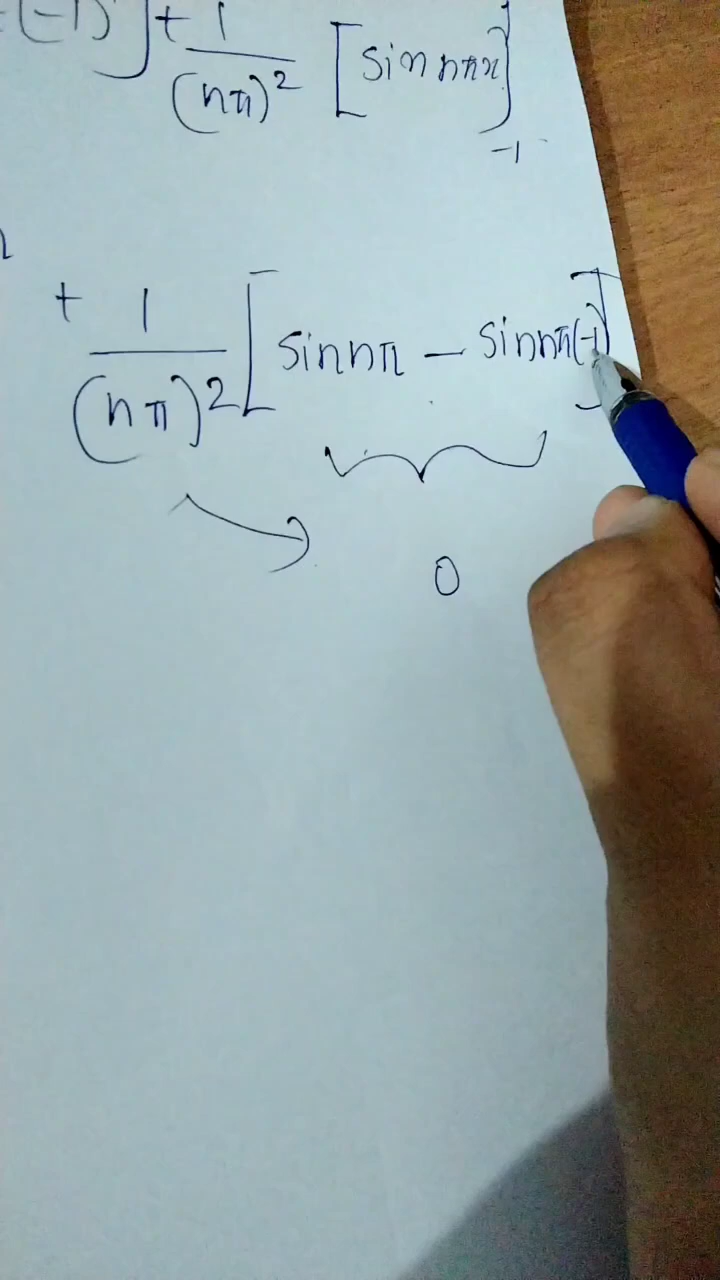 (-1)] + 1/(nπ)² [sin nπx]₋₁
+ 1/(nπ)² [sin nπ - sin nπ(-1)]
0